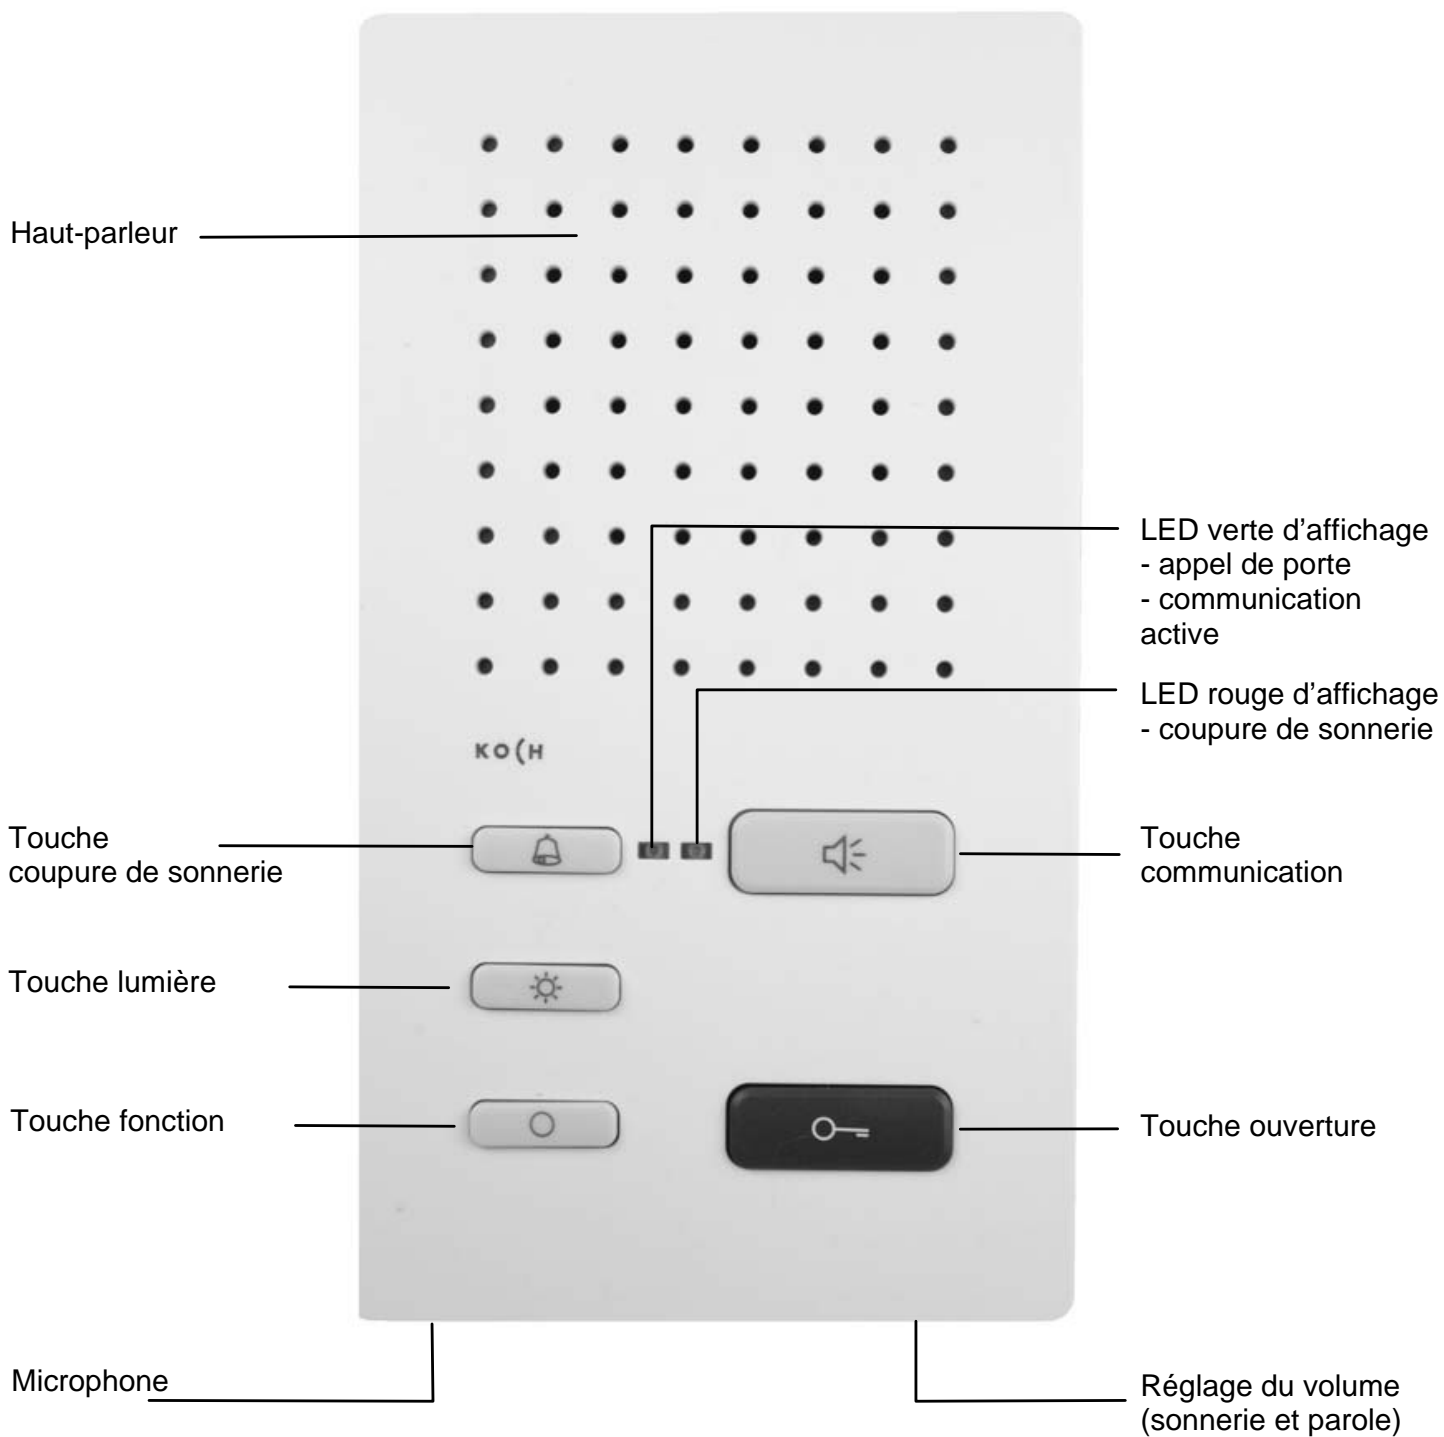 Haut-parleur
LED verte d’affichage
- appel de porte
- communication
active
LED rouge d’affichage
- coupure de sonnerie
KOCH
Touche
coupure de sonnerie
Touche
communication
Touche lumière
Touche fonction
Touche ouverture
Microphone
Réglage du volume
(sonnerie et parole)